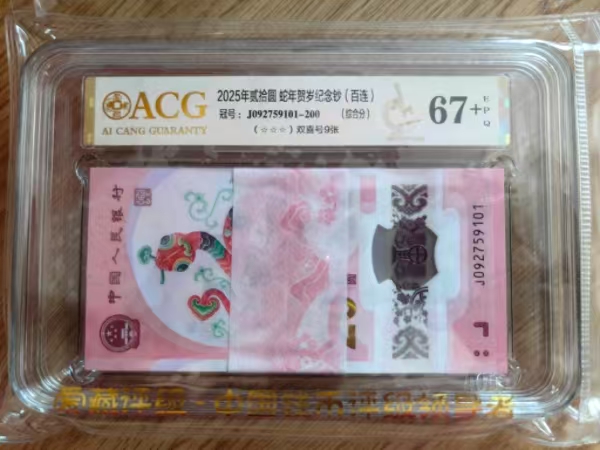 ACG
AI CANG GUARANTY
2025年贰拾圆 蛇年贺岁纪念钞（百连）
冠号：J092759101-200 （综合分）
（☆☆☆）双喜号9张
67+
EPQ
中国人民银行
J092759101